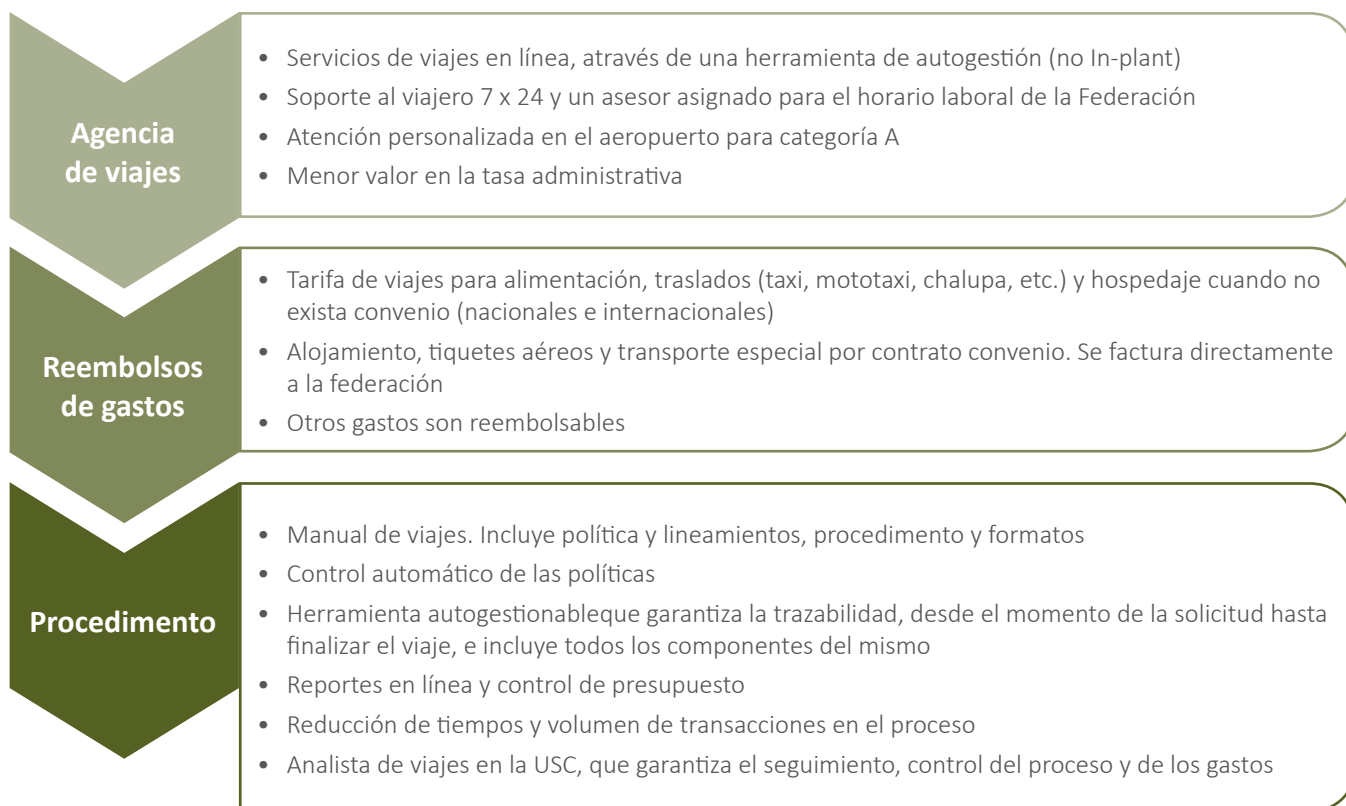 Agencia
de viajes
• Servicios de viajes en línea, através de una herramienta de autogestión (no In-plant)
• Soporte al viajero 7 x 24 y un asesor asignado para el horario laboral de la Federación
• Atención personalizada en el aeropuerto para categoría A
• Menor valor en la tasa administrativa
Reembolsos
de gastos
• Tarifa de viajes para alimentación, traslados (taxi, mototaxi, chalupa, etc.) y hospedaje cuando no
exista convenio (nacionales e internacionales)
• Alojamiento, tiquetes aéreos y transporte especial por contrato convenio. Se factura directamente
a la federación
• Otros gastos son reembolsables
Procedimento
• Manual de viajes. Incluye política y lineamientos, procedimento y formatos
• Control automático de las políticas
• Herramienta autogestionableque garantiza la trazabilidad, desde el momento de la solicitud hasta
finalizar el viaje, e incluye todos los componentes del mismo
• Reportes en línea y control de presupuesto
• Reducción de tiempos y volumen de transacciones en el proceso
• Analista de viajes en la USC, que garantiza el seguimiento, control del proceso y de los gastos